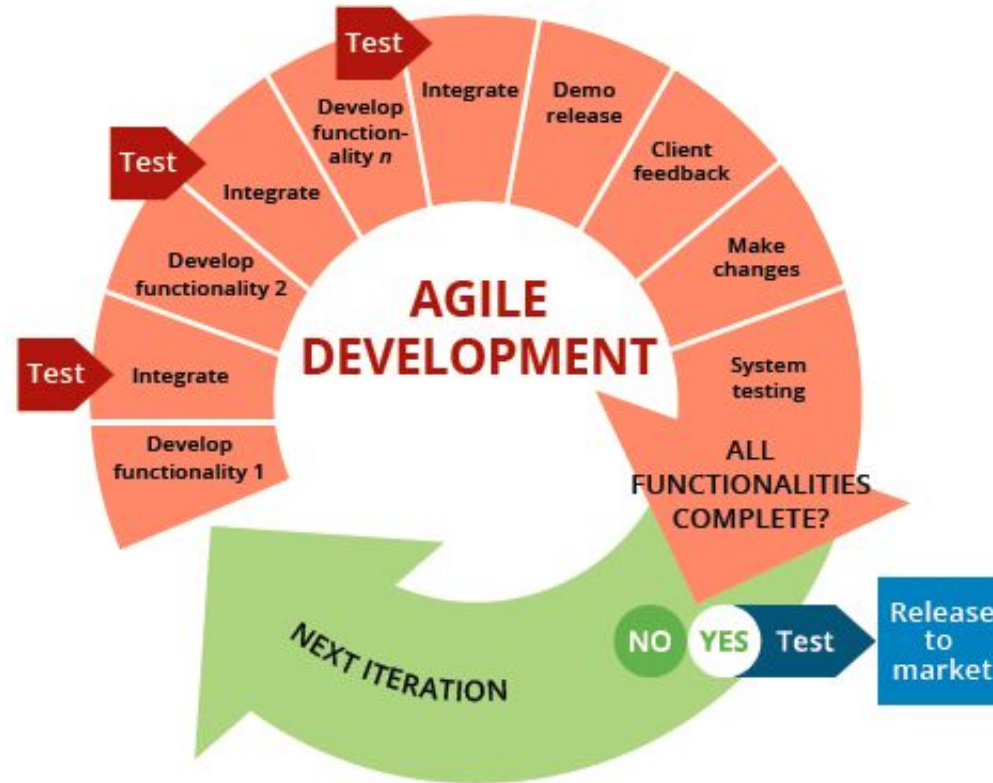 AGILE
DEVELOPMENT
Develop
functionality 1
Test
Integrate
Develop
functionality 2
Test
Integrate
Develop
function-
ality n
Test
Integrate
Demo
release
Client
feedback
Make
changes
System
testing
ALL
FUNCTIONALITIES
COMPLETE?
NO
YES
Test
Release
to
market
NEXT ITERATION